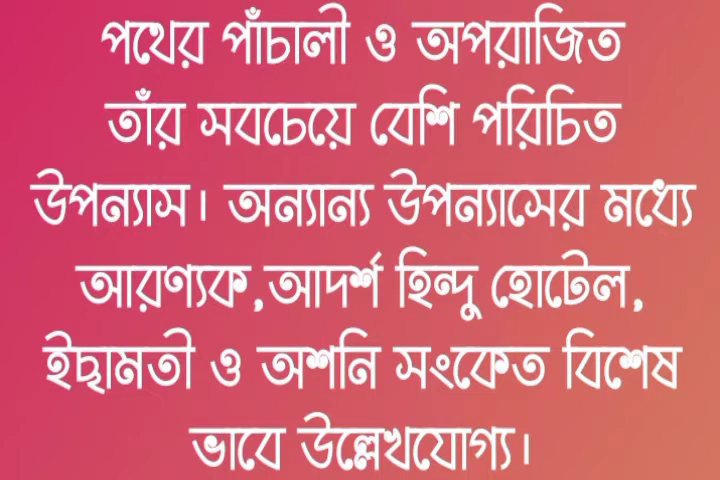 পথের পাঁচালী ও অপরাজিত
তাঁর সবচেয়ে বেশি পরিচিত
উপন্যাস। অন্যান্য উপন্যাসের মধ্যে
আরণ্যক,আদর্শ হিন্দু হোটেল,
ইছামতী ও অশনি সংকেত বিশেষ
ভাবে উল্লেখযোগ্য।